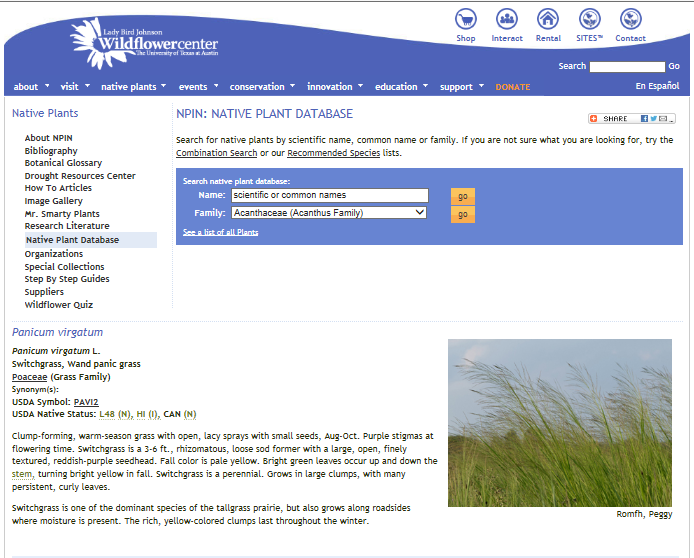 Lady Bird Johnson
Wildflowercenter
The University of Texas at Austin
Shop Interact Rental SITES™ Contact
Search Go
about visit native plants events conservation innovation education support DONATE En Español
Native Plants
About NPIN
Bibliography
Botanical Glossary
Drought Resources Center
How To Articles
Image Gallery
Mr. Smarty Plants
Research Literature
Native Plant Database
Organizations
Special Collections
Step By Step Guides
Suppliers
Wildflower Quiz
NPIN: NATIVE PLANT DATABASE
SHARE
Search for native plants by scientific name, common name or family. If you are not sure what you are looking for, try the
Combination Search or our Recommended Species lists.
Search native plant database:
Name: scientific or common names go
Family: Acanthaceae (Acanthus Family) go
See a list of all Plants
Panicum virgatum
Panicum virgatum L.
Switchgrass, Wand panic grass
Poaceae (Grass Family)
Synonym(s):
USDA Symbol: PAVI2
USDA Native Status: L48 (N), HI (I), CAN (N)
Clump-forming, warm-season grass with open, lacy sprays with small seeds, Aug-Oct. Purple stigmas at
flowering time. Switchgrass is a 3-6 ft., rhizomatous, loose sod former with a large, open, finely
textured, reddish-purple seedhead. Fall color is pale yellow. Bright green leaves occur up and down the
stem, turning bright yellow in fall. Switchgrass is a perennial. Grows in large clumps, with many
persistent, curly leaves.
Switchgrass is one of the dominant species of the tallgrass prairie, but also grows along roadsides
where moisture is present. The rich, yellow-colored clumps last throughout the winter.
Romfh, Peggy